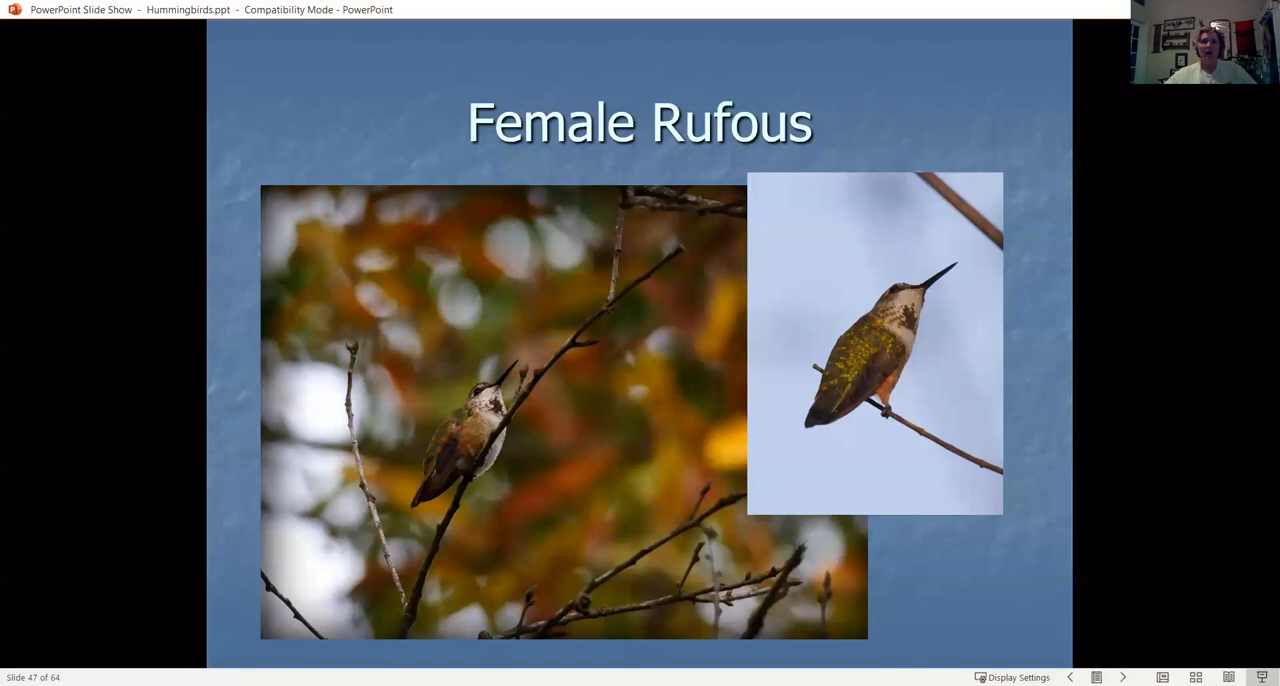 PowerPoint Slide Show - Hummingbirds.ppt - Compatibility Mode - PowerPoint
Female Rufous
Slide 47 of 64
Display Settings